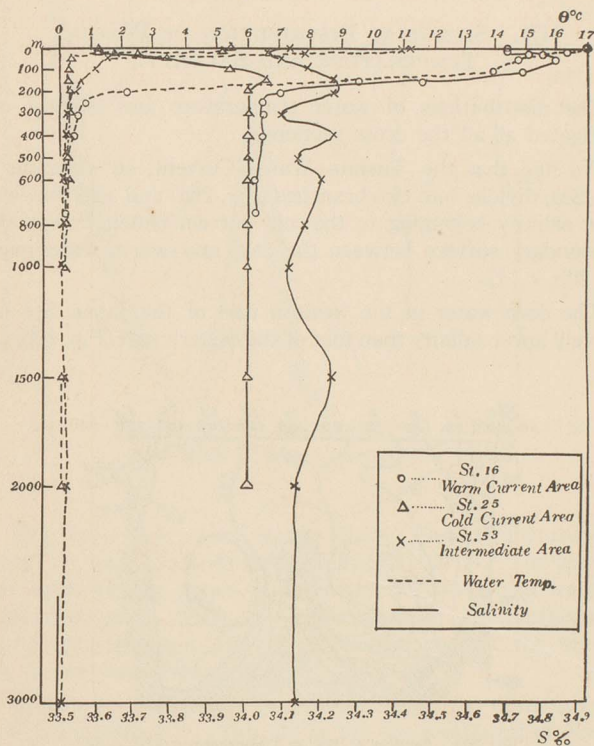 θ°C
0 1 2 3 4 5 6 7 8 9 10 11 12 13 14 15 16 17
0m
100
200
300
400
500
600
800
1000
1500
2000
3000
St. 16
Warm Current Area
St. 25
Cold Current Area
St. 53
Intermediate Area
Water Temp.
Salinity
33.5 33.6 33.7 33.8 33.9 34.0 34.1 34.2 34.3 34.4 34.5 34.6 34.7 34.8 34.9
S‰